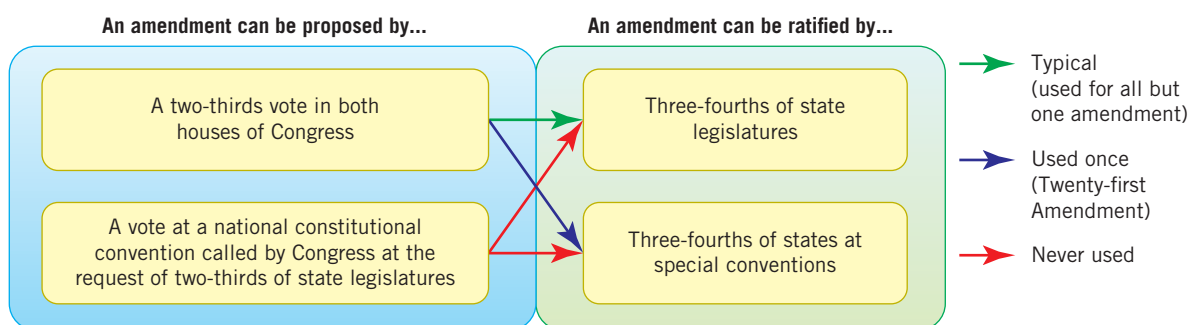 An amendment can be proposed by...
A two-thirds vote in both
houses of Congress
A vote at a national constitutional
convention called by Congress at the
request of two-thirds of state legislatures
An amendment can be ratified by...
Three-fourths of state
legislatures
Three-fourths of states at
special conventions
Typical
(used for all but
one amendment)
Used once
(Twenty-first
Amendment)
Never used